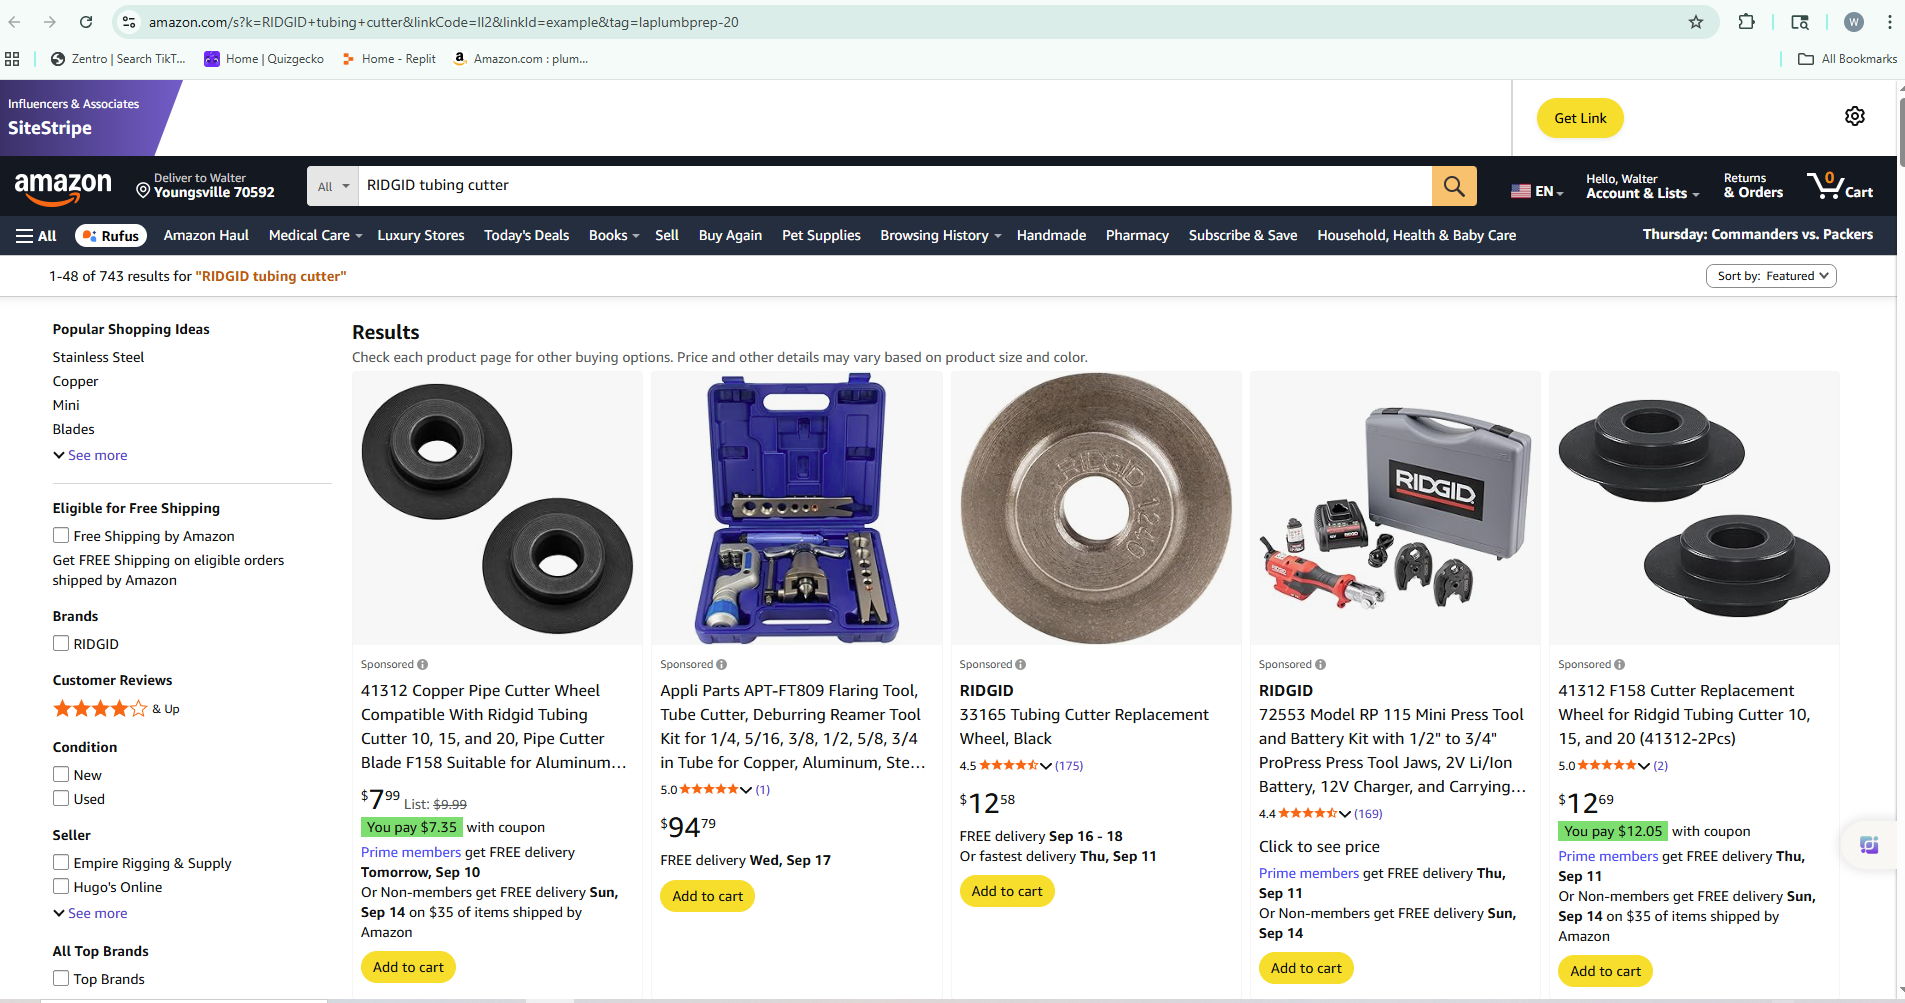 amazon.com/s?k=RIDGID+tubing+cutter&linkCode=ll2&linkId=example&tag=laplumbprep-20
W
Zentro | Search TikT...
Home | Quizgecko
Home - Replit
Amazon.com : plum...
All Bookmarks
Influencers & Associates
SiteStripe
Get Link
amazon
Deliver to Walter
Youngsville 70592
All
RIDGID tubing cutter
EN
Hello, Walter
Account & Lists
Returns
& Orders
0
Cart
All
Rufus
Amazon Haul
Medical Care
Luxury Stores
Today's Deals
Books
Sell
Buy Again
Pet Supplies
Browsing History
Handmade
Pharmacy
Subscribe & Save
Household, Health & Baby Care
Thursday: Commanders vs. Packers
1-48 of 743 results for "RIDGID tubing cutter"
Sort by: Featured
Popular Shopping Ideas
Stainless Steel
Copper
Mini
Blades
See more
Eligible for Free Shipping
Free Shipping by Amazon
Get FREE Shipping on eligible orders
shipped by Amazon
Brands
RIDGID
Customer Reviews
& Up
Condition
New
Used
Seller
Empire Rigging & Supply
Hugo's Online
See more
All Top Brands
Top Brands
Results
Check each product page for other buying options. Price and other details may vary based on product size and color.
Sponsored
41312 Copper Pipe Cutter Wheel
Compatible With Ridgid Tubing
Cutter 10, 15, and 20, Pipe Cutter
Blade F158 Suitable for Aluminum...
$7.99 List: $9.99
You pay $7.35 with coupon
Prime members get FREE delivery
Tomorrow, Sep 10
Or Non-members get FREE delivery Sun,
Sep 14 on $35 of items shipped by
Amazon
Add to cart
Sponsored
Appli Parts APT-FT809 Flaring Tool,
Tube Cutter, Deburring Reamer Tool
Kit for 1/4, 5/16, 3/8, 1/2, 5/8, 3/4
in Tube for Copper, Aluminum, Ste...
5.0 (1)
$94.79
FREE delivery Wed, Sep 17
Add to cart
RIDGID 1240
Sponsored
RIDGID
33165 Tubing Cutter Replacement
Wheel, Black
4.5 (175)
$12.58
FREE delivery Sep 16 - 18
Or fastest delivery Thu, Sep 11
Add to cart
RIDGID
Sponsored
RIDGID
72553 Model RP 115 Mini Press Tool
and Battery Kit with 1/2" to 3/4"
ProPress Press Tool Jaws, 2V Li/Ion
Battery, 12V Charger, and Carrying...
4.4 (169)
Click to see price
Prime members get FREE delivery Thu,
Sep 11
Or Non-members get FREE delivery Sun,
Sep 14
Add to cart
Sponsored
41312 F158 Cutter Replacement
Wheel for Ridgid Tubing Cutter 10,
15, and 20 (41312-2Pcs)
5.0 (2)
$12.69
You pay $12.05 with coupon
Prime members get FREE delivery Thu,
Sep 11
Or Non-members get FREE delivery Sun,
Sep 14 on $35 of items shipped by
Amazon
Add to cart